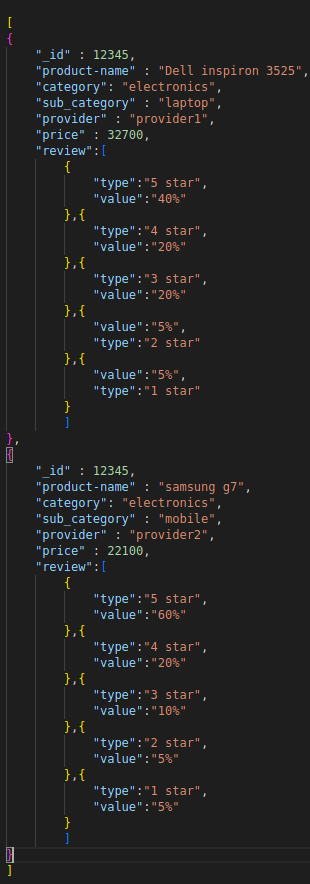 [
{
    "_id" : 12345,
    "product-name" : "Dell inspiron 3525",
    "category": "electronics",
    "sub_category" : "laptop",
    "provider" : "provider1",
    "price" : 32700,
    "review":[
        {
            "type":"5 star",
            "value":"40%"
        },{
            "type":"4 star",
            "value":"20%"
        },{
            "type":"3 star",
            "value":"20%"
        },{
            "value":"5%",
            "type":"2 star"
        },{
            "value":"5%",
            "type":"1 star"
        }
        ]
},
{
    "_id" : 12345,
    "product-name" : "samsung g7",
    "category": "electronics",
    "sub_category" : "mobile",
    "provider" : "provider2",
    "price" : 22100,
    "review":[
        {
            "type":"5 star",
            "value":"60%"
        },{
            "type":"4 star",
            "value":"20%"
        },{
            "type":"3 star",
            "value":"10%"
        },{
            "type":"2 star",
            "value":"5%"
        },{
            "type":"1 star",
            "value":"5%"
        }
        ]
}
]